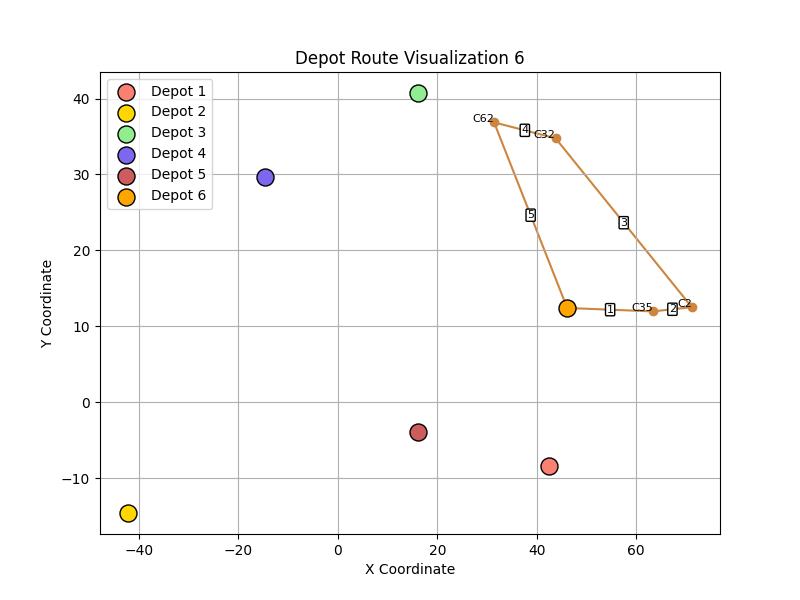 Depot Route Visualization 6
Depot 1
Depot 2
Depot 3
Depot 4
Depot 5
Depot 6
Y Coordinate
40
30
20
10
0
−10
C62
4
C32
5
3
1
C35
2
C2
−40
−20
0
20
40
60
X Coordinate